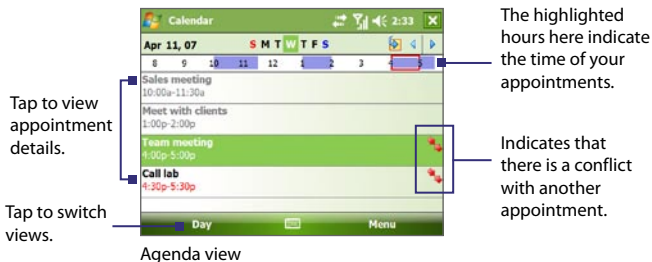 Calendar 2:33
Apr 11, 07 S M T W T F S
8 9 10 11 12 1 2 3 4 5
Sales meeting
10:00a-11:30a
Meet with clients
1:00p-2:00p
Team meeting
4:00p-5:00p
Call lab
4:30p-5:30p
Day Menu
Tap to view
appointment
details.
Tap to switch
views.
The highlighted
hours here indicate
the time of your
appointments.
Indicates that
there is a conflict
with another
appointment.
Agenda view